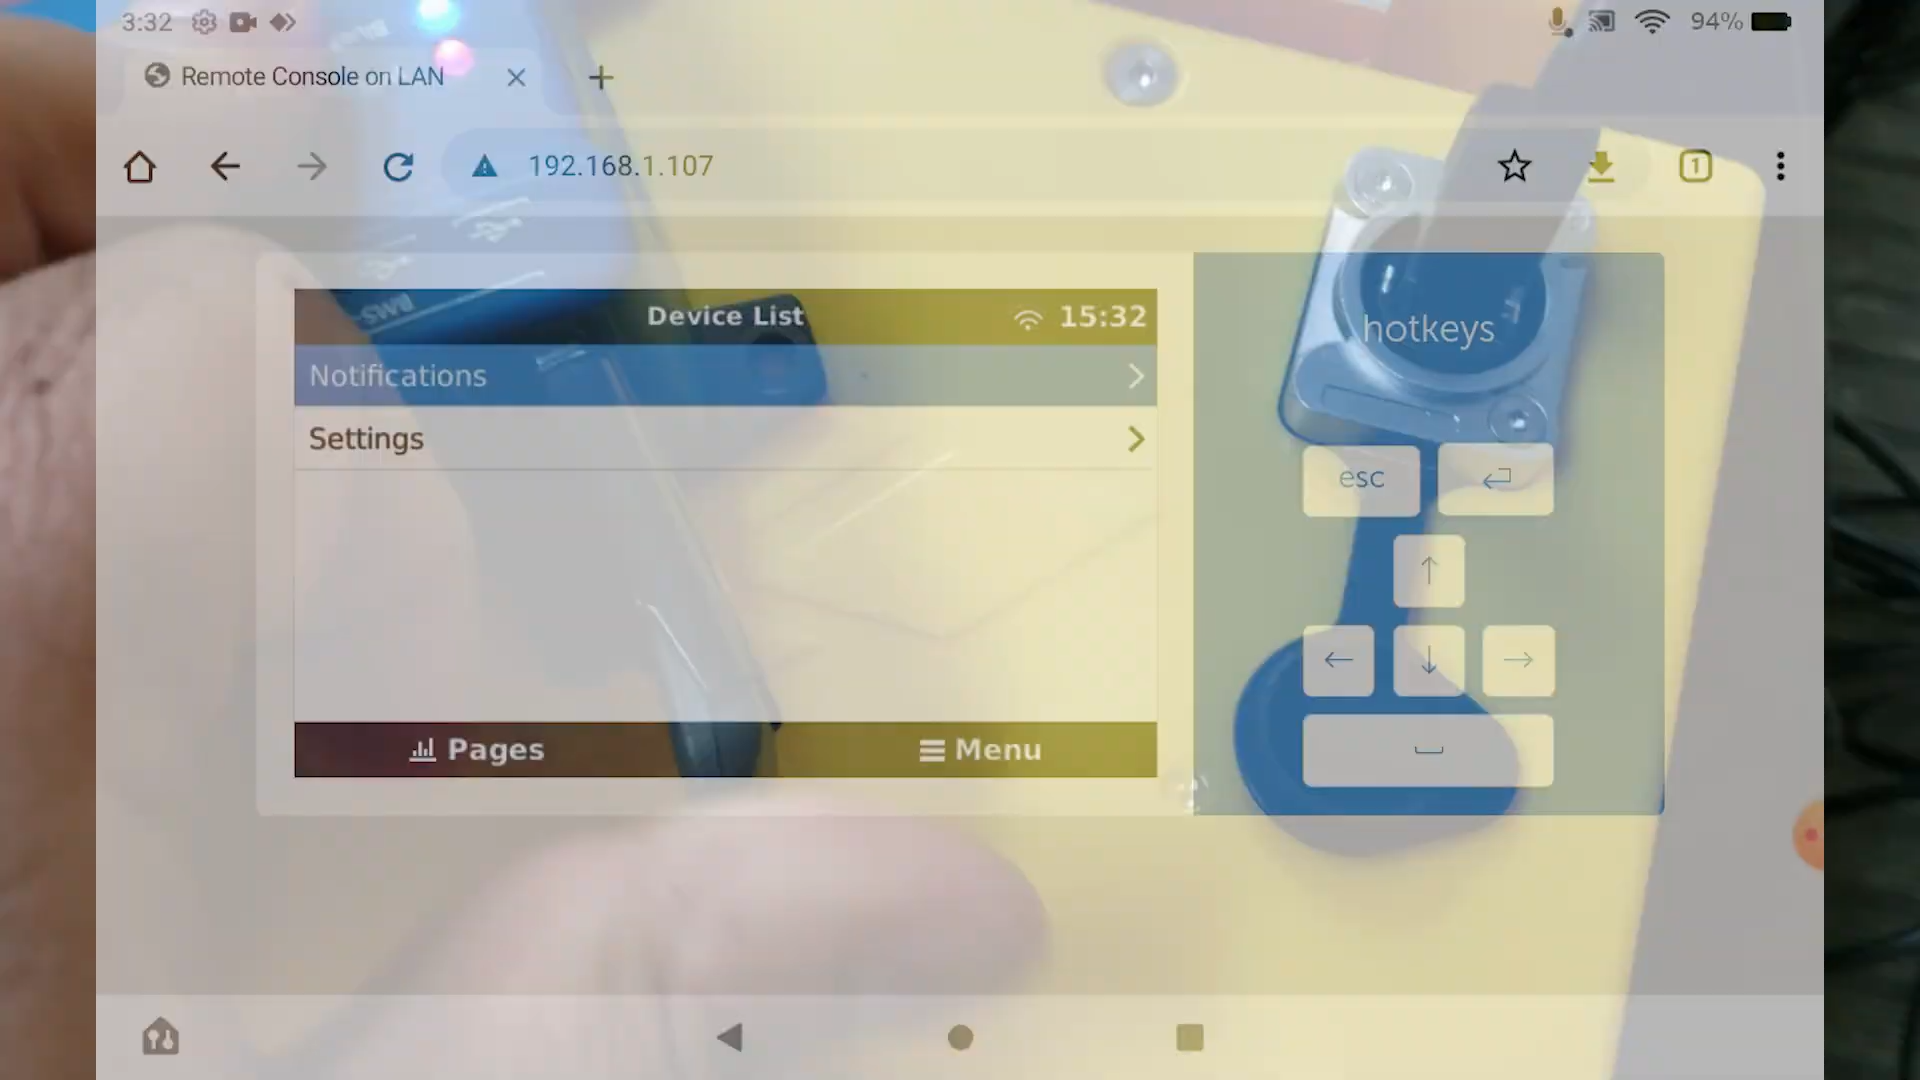 3:32
94%
Remote Console on LAN
192.168.1.107
1
Device List
15:32
Notifications
Settings
Pages
Menu
hotkeys
esc